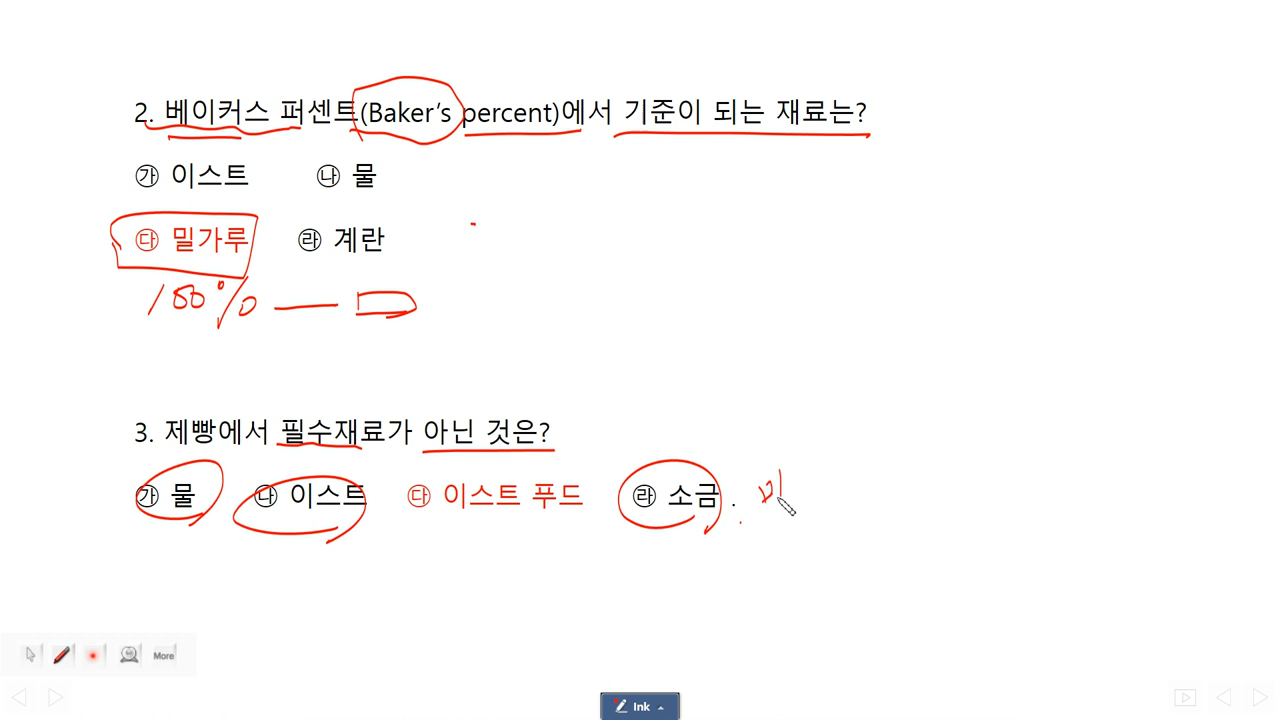 2. 베이커스 퍼센트(Baker's percent)에서 기준이 되는 재료는?
㉮ 이스트 ㉯ 물
㉰ 밀가루 ㉱ 계란
100%
3. 제빵에서 필수재료가 아닌 것은?
㉮ 물 ㉯ 이스트 ㉰ 이스트 푸드 ㉱ 소금 .
More
Ink